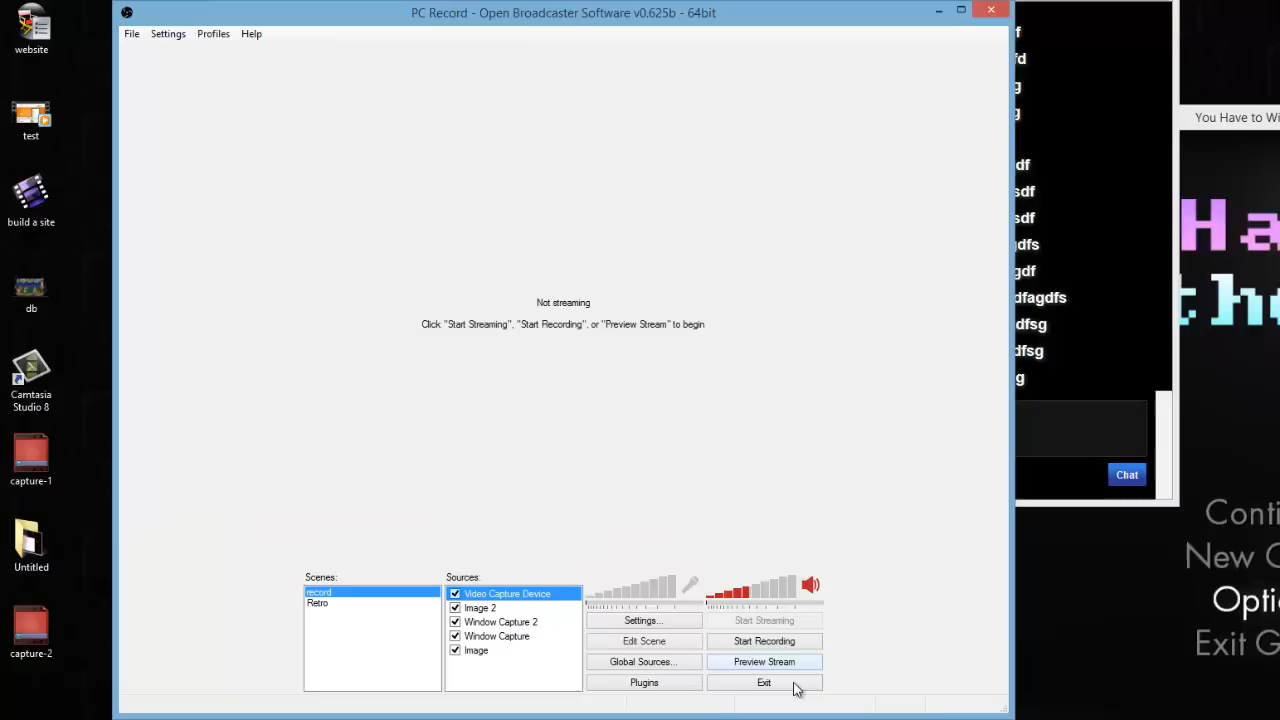 website
test
build a site
db
Camtasia
Studio 8
capture-1
Untitled
capture-2
PC Record - Open Broadcaster Software v0.625b - 64bit
File Settings Profiles Help
Not streaming
Click "Start Streaming", "Start Recording", or "Preview Stream" to begin
Scenes:
record
Retro
Sources:
Video Capture Device
Image 2
Window Capture 2
Window Capture
Image
Settings...
Start Streaming
Edit Scene
Start Recording
Global Sources...
Preview Stream
Plugins
Exit
f
fd
g
g
df
sdf
sdf
gdfs
gdf
dfagdfs
dfsg
dfsg
g
Chat
You Have to Wi
Ha
the
Conti
New G
Optic
Exit G